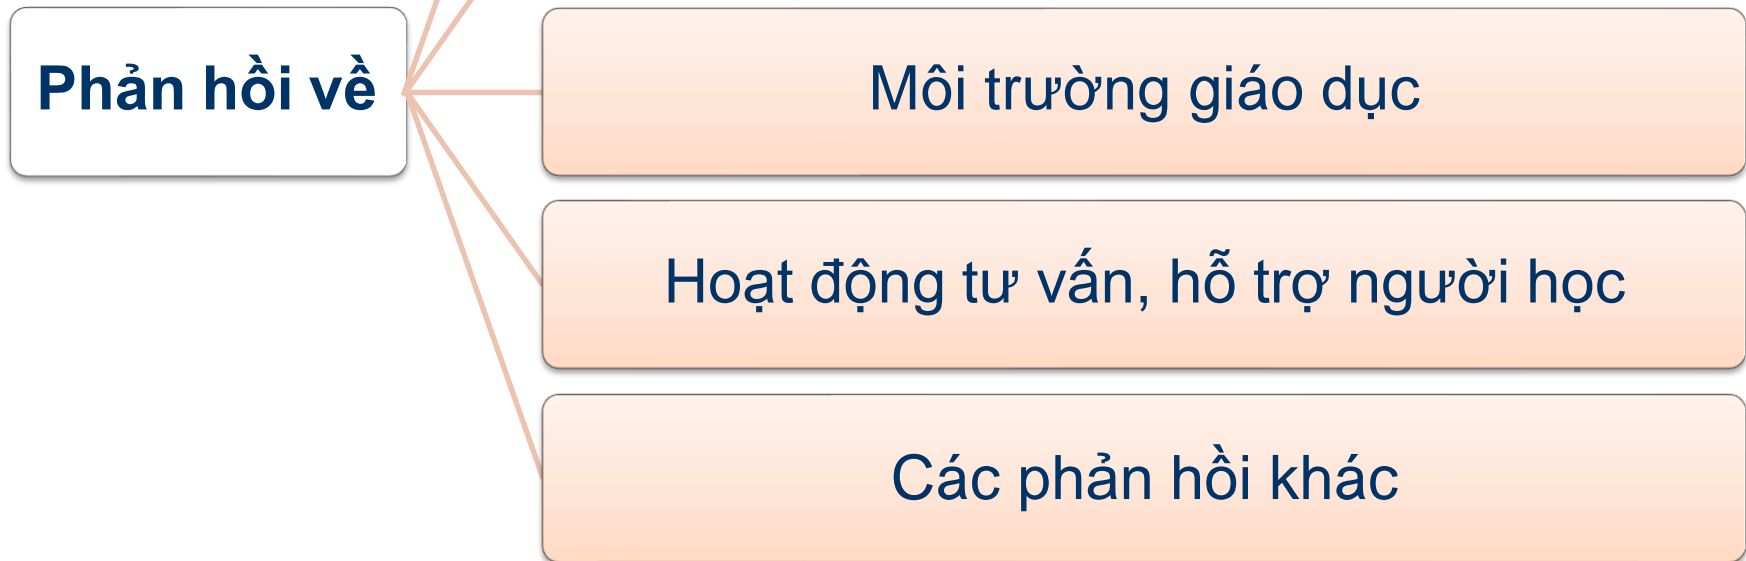 Phản hồi về
Môi trường giáo dục
Hoạt động tư vấn, hỗ trợ người học
Các phản hồi khác